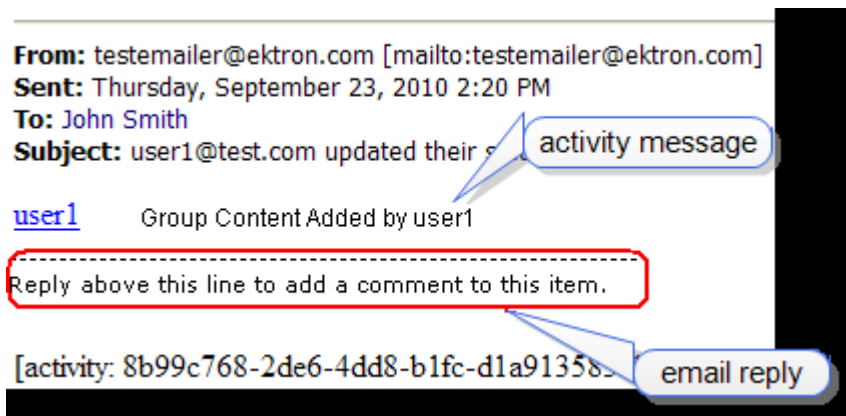 From: testemailer@ektron.com [mailto:testemailer@ektron.com]
Sent: Thursday, September 23, 2010 2:20 PM
To: John Smith
Subject: user1@test.com updated their
activity message
user1 Group Content Added by user1
Reply above this line to add a comment to this item.
[activity: 8b99c768-2de6-4dd8-b1fc-d1a91358
email reply